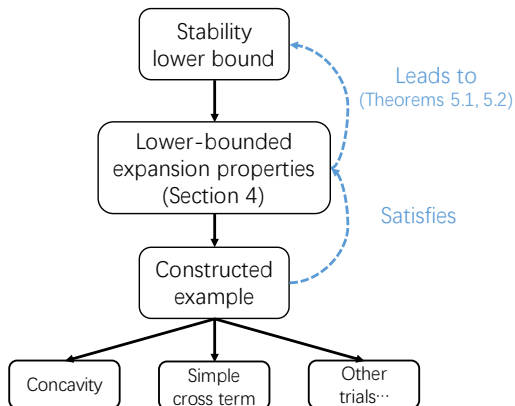 Stability
lower bound
Leads to
(Theorems 5.1, 5.2)
Lower-bounded
expansion properties
(Section 4)
Satisfies
Constructed
example
Concavity
Simple
cross term
Other
trials…